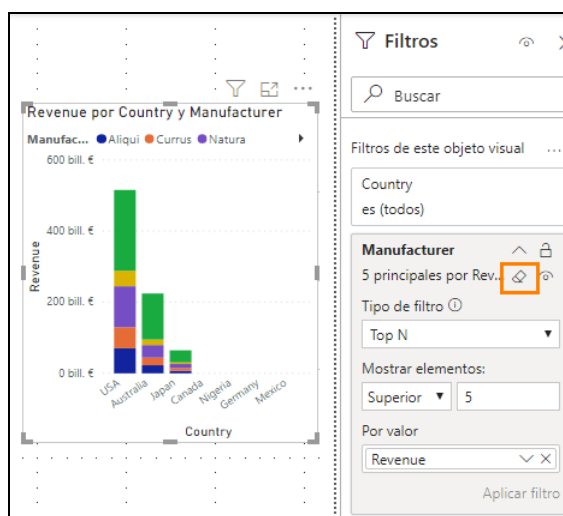 Filtros
Buscar
Filtros de este objeto visual ...
Country
es (todos)
Manufacturer
5 principales por Rev...
Tipo de filtro
Top N
Mostrar elementos:
Superior 5
Por valor
Revenue
Aplicar filtro
Revenue por Country y Manufacturer
Manufac... Aliqui Currus Natura
600 bill. €
400 bill. €
200 bill. €
0 bill. €
Revenue
USA
Australia
Japan
Canada
Nigeria
Germany
Mexico
Country